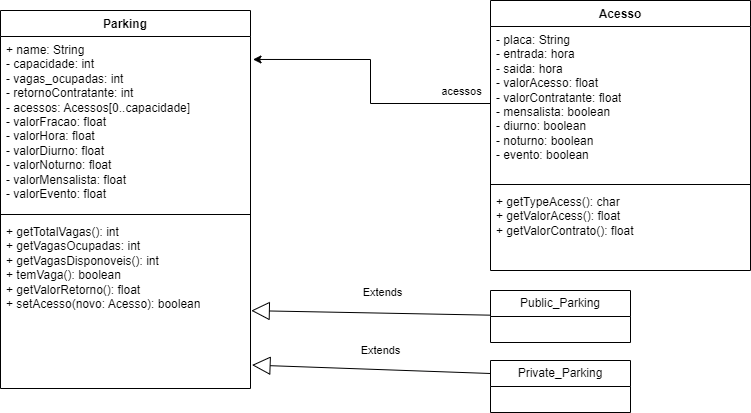 Parking
+ name: String
- capacidade: int
- vagas_ocupadas: int
- retornoContratante: int
- acessos: Acessos[0..capacidade]
- valorFracao: float
- valorHora: float
- valorDiurno: float
- valorNoturno: float
- valorMensalista: float
- valorEvento: float
+ getTotalVagas(): int
+ getVagasOcupadas: int
+ getVagasDisponoveis(): int
+ temVaga(): boolean
+ getValorRetorno(): float
+ setAcesso(novo: Acesso): boolean
acessos
Acesso
- placa: String
- entrada: hora
- saida: hora
- valorAcesso: float
- valorContratante: float
- mensalista: boolean
- diurno: boolean
- noturno: boolean
- evento: boolean
+ getTypeAcess(): char
+ getValorAcess(): float
+ getValorContrato(): float
Extends
Public_Parking
Extends
Private_Parking